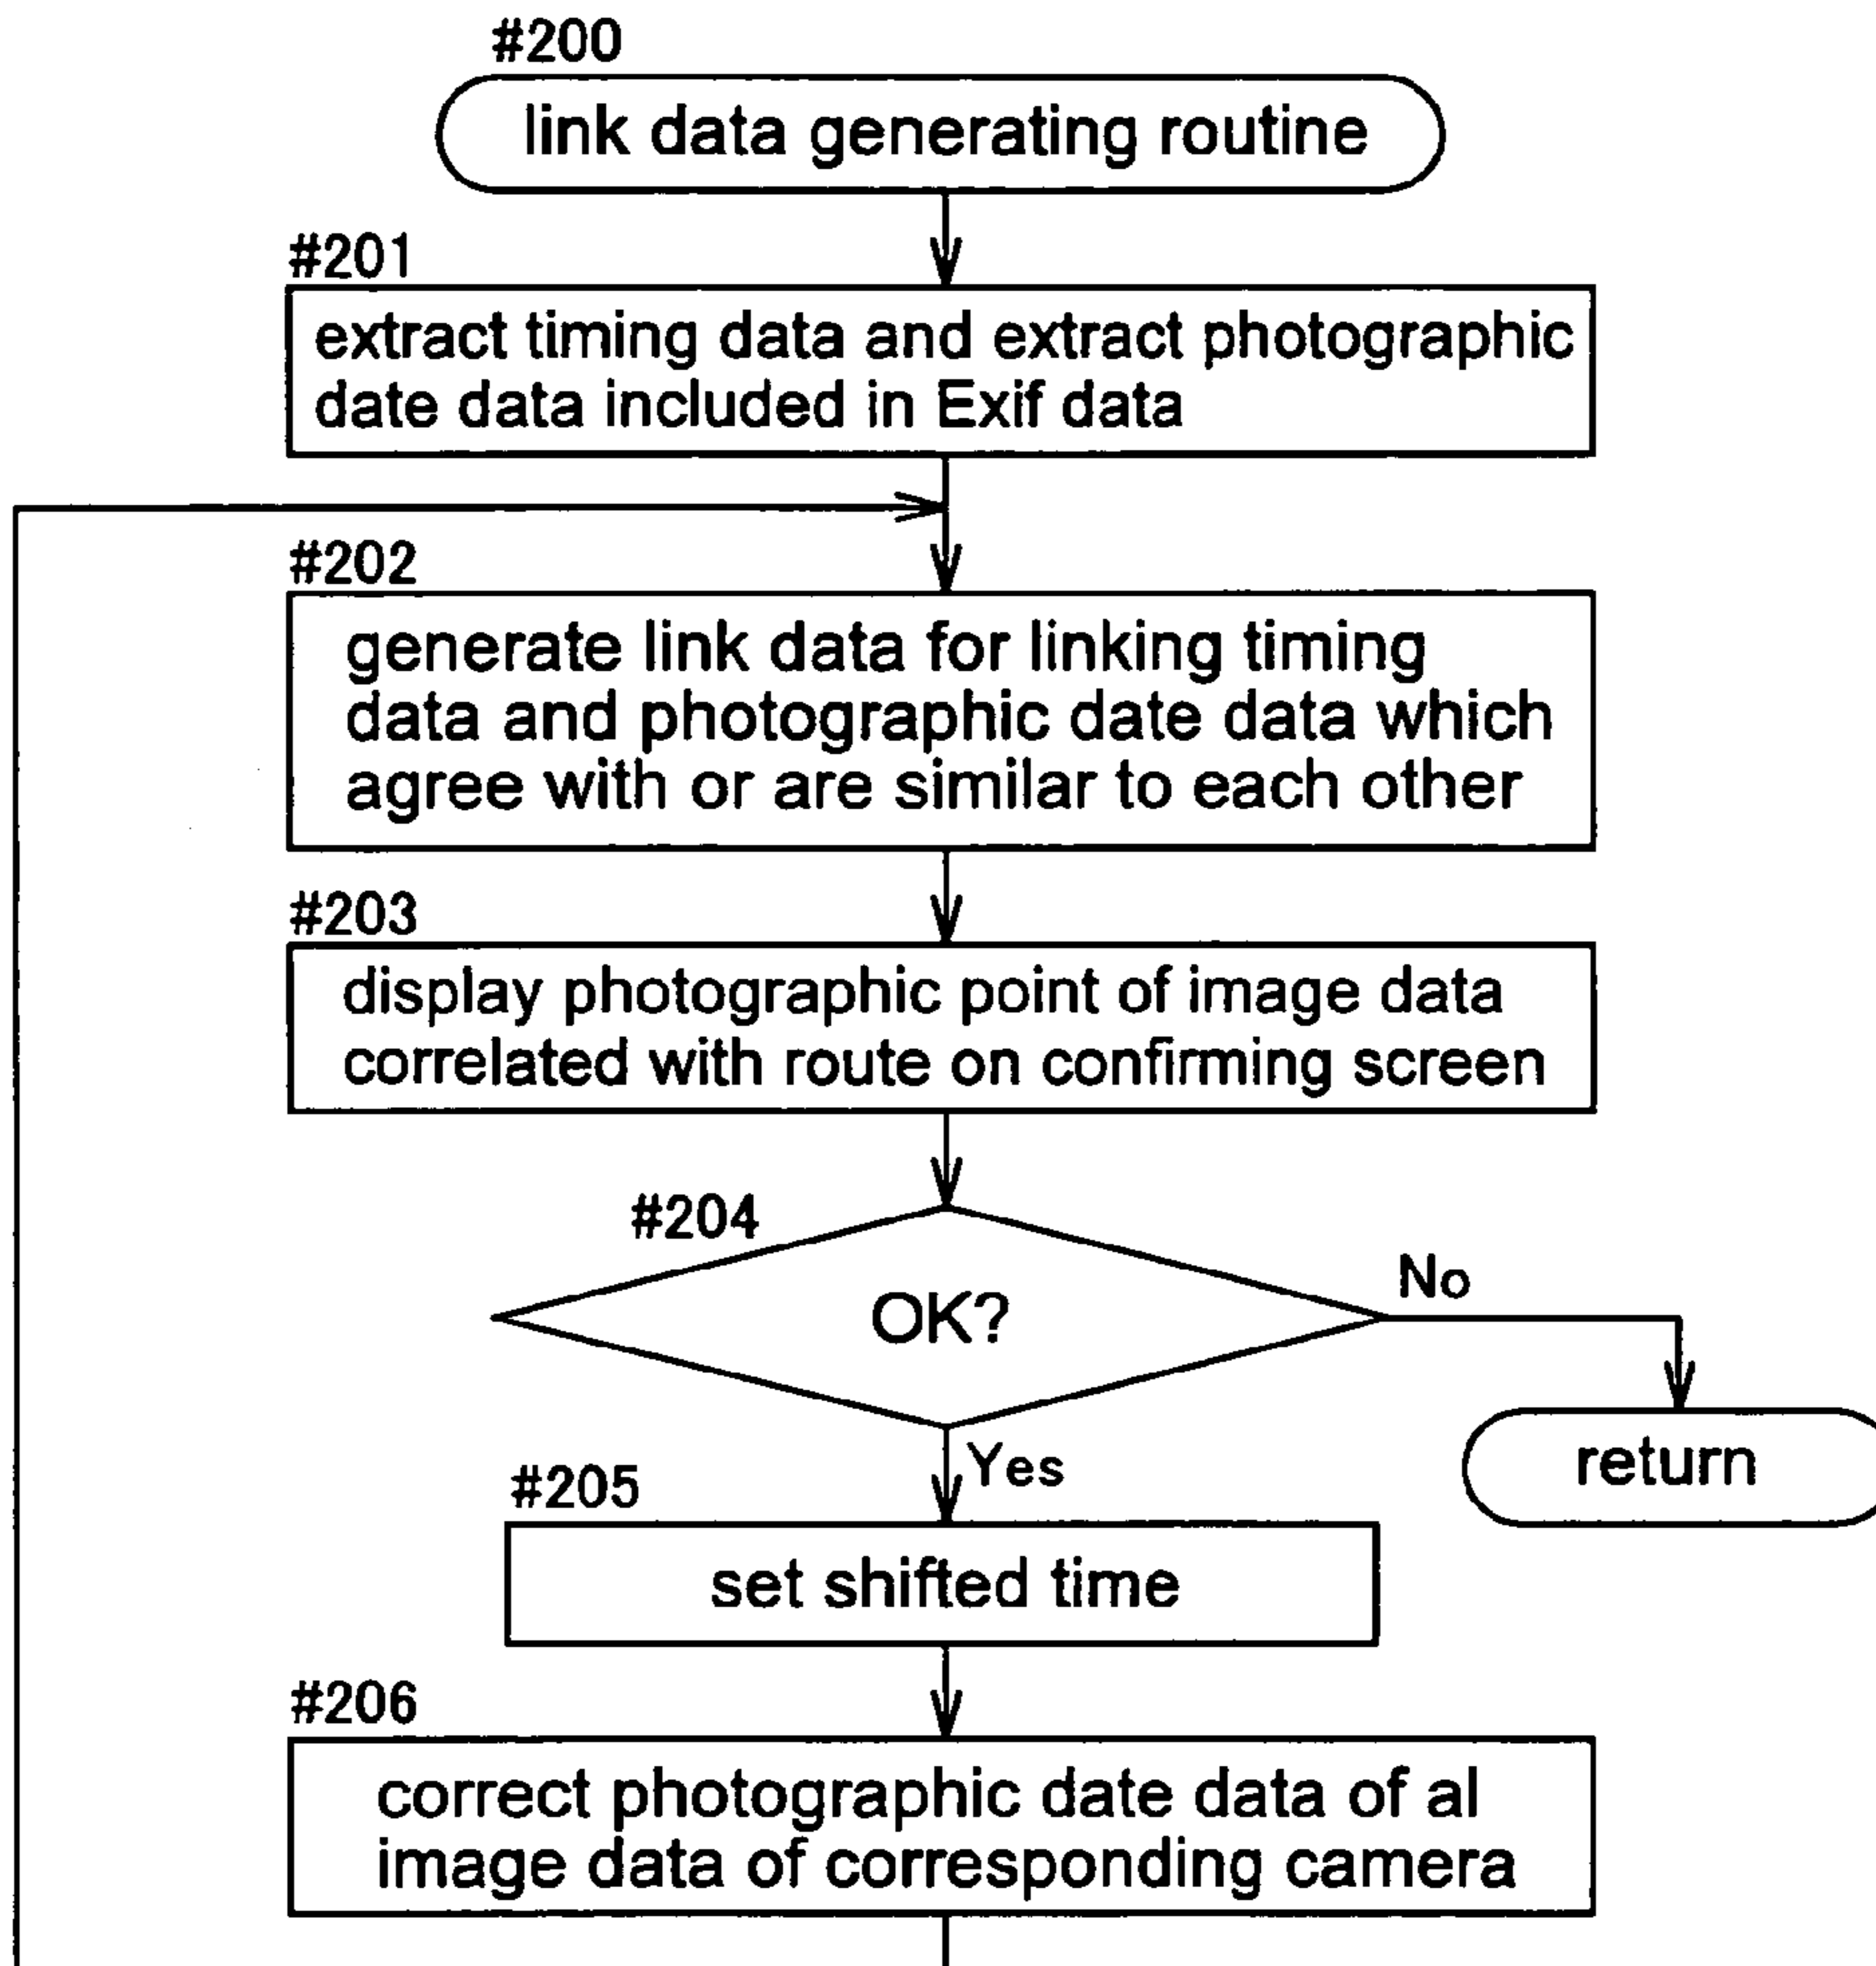 #200
link data generating routine
#201
extract timing data and extract photographic
date data included in Exif data
#202
generate link data for linking timing
data and photographic date data which
agree with or are similar to each other
#203
display photographic point of image data
correlated with route on confirming screen
#204
OK?
No
return
Yes
#205
set shifted time
#206
correct photographic date data of al
image data of corresponding camera